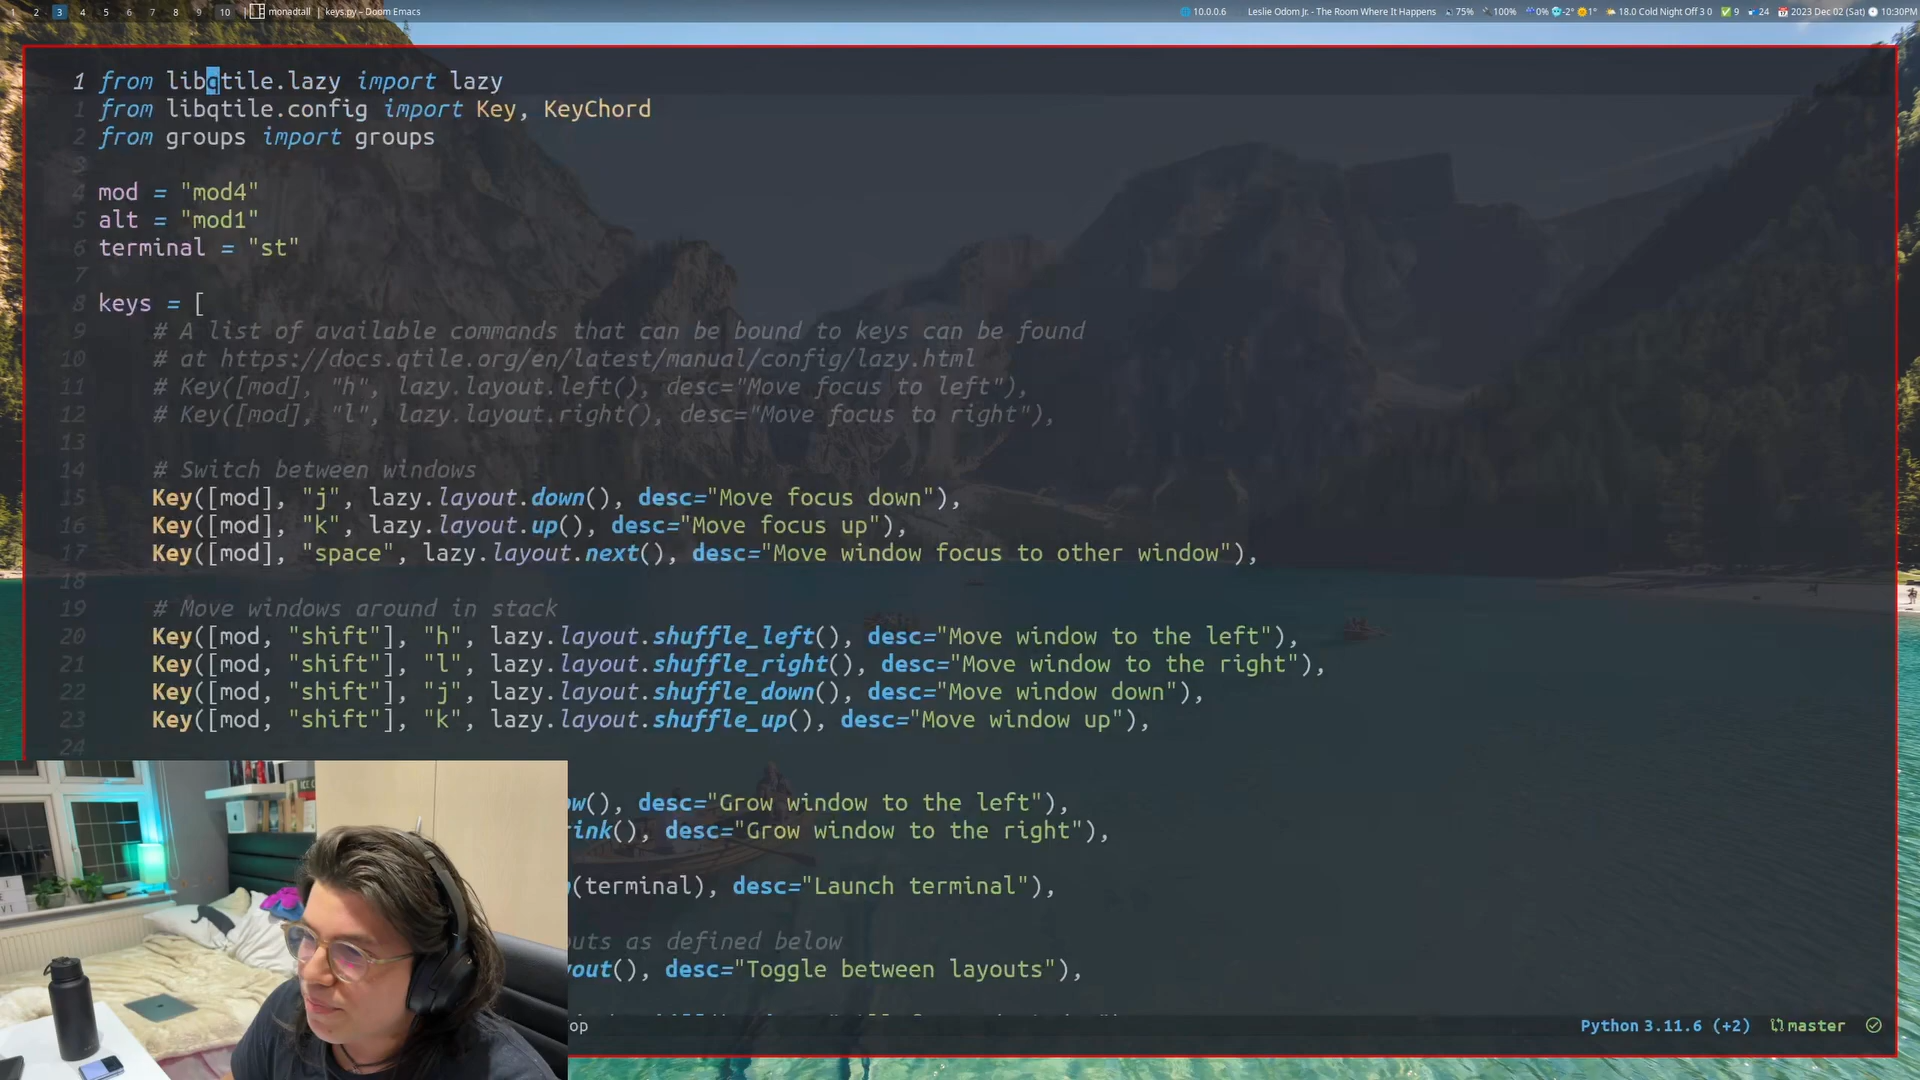 1 2 3 4 5 6 7 8 9 10 monadtall keys.py – Doom Emacs 10.0.0.6 Leslie Odom Jr. - The Room Where It Happens 75% 100% 0% -2° 1° 18.0 Cold Night Off 3 0 9 24 2023 Dec 02 (Sat) 10:30PM
1 from libqtile.lazy import lazy
1 from libqtile.config import Key, KeyChord
2 from groups import groups
3
4 mod = "mod4"
5 alt = "mod1"
6 terminal = "st"
7
8 keys = [
9 # A list of available commands that can be bound to keys can be found
10 # at https://docs.qtile.org/en/latest/manual/config/lazy.html
11 # Key([mod], "h", lazy.layout.left(), desc="Move focus to left"),
12 # Key([mod], "l", lazy.layout.right(), desc="Move focus to right"),
13
14 # Switch between windows
15 Key([mod], "j", lazy.layout.down(), desc="Move focus down"),
16 Key([mod], "k", lazy.layout.up(), desc="Move focus up"),
17 Key([mod], "space", lazy.layout.next(), desc="Move window focus to other window"),
18
19 # Move windows around in stack
20 Key([mod, "shift"], "h", lazy.layout.shuffle_left(), desc="Move window to the left"),
21 Key([mod, "shift"], "l", lazy.layout.shuffle_right(), desc="Move window to the right"),
22 Key([mod, "shift"], "j", lazy.layout.shuffle_down(), desc="Move window down"),
23 Key([mod, "shift"], "k", lazy.layout.shuffle_up(), desc="Move window up"),
24
ow(), desc="Grow window to the left"),
rink(), desc="Grow window to the right"),
(terminal), desc="Launch terminal"),
outs as defined below
yout(), desc="Toggle between layouts"),
op Python 3.11.6 (+2) master